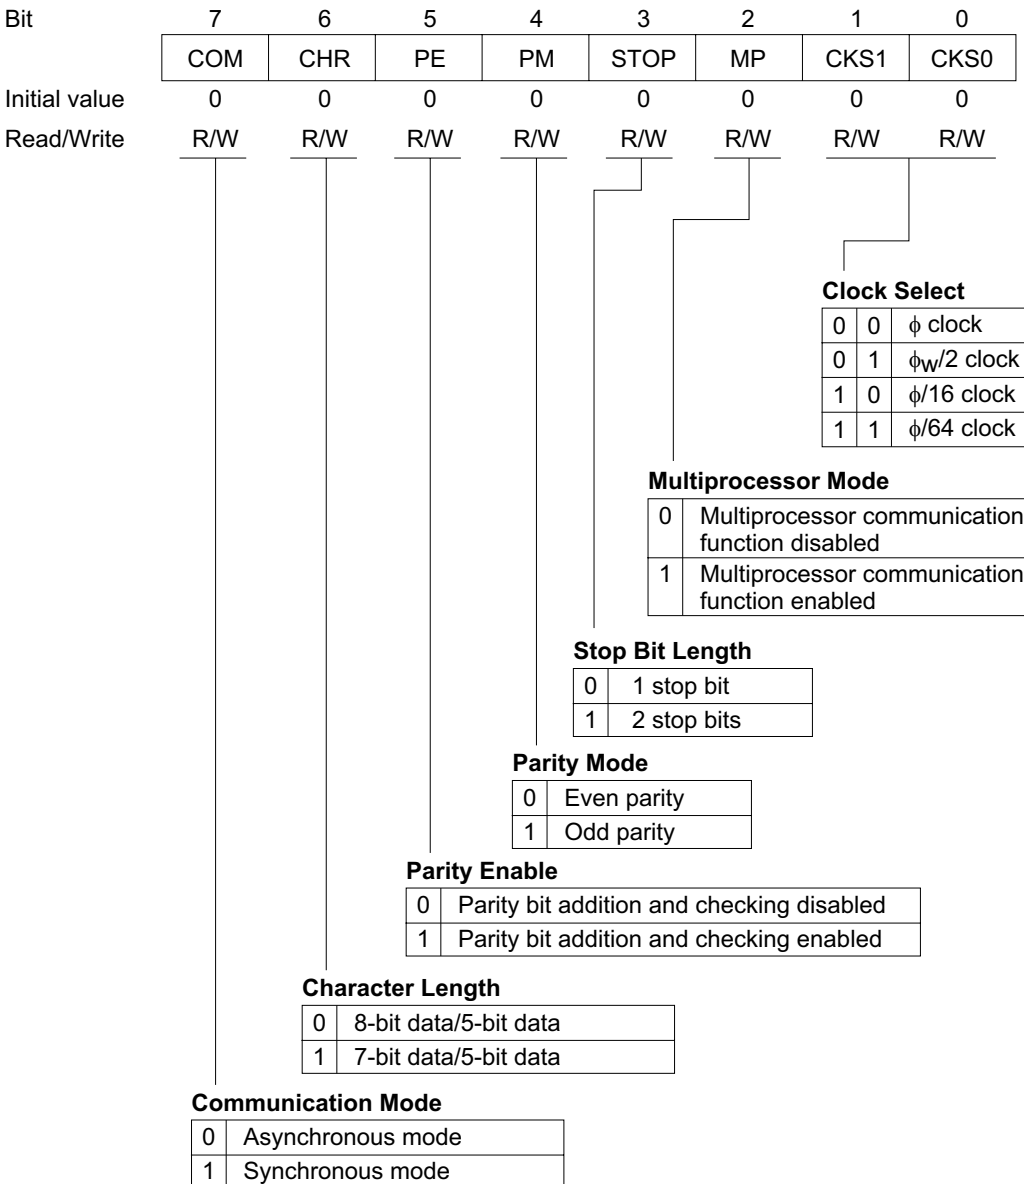 Bit 7 6 5 4 3 2 1 0
COM CHR PE PM STOP MP CKS1 CKS0
Initial value 0 0 0 0 0 0 0 0
Read/Write R/W R/W R/W R/W R/W R/W R/W R/W
Clock Select
0 0 ϕ clock
0 1 ϕW/2 clock
1 0 ϕ/16 clock
1 1 ϕ/64 clock
Multiprocessor Mode
0 Multiprocessor communication
function disabled
1 Multiprocessor communication
function enabled
Stop Bit Length
0 1 stop bit
1 2 stop bits
Parity Mode
0 Even parity
1 Odd parity
Parity Enable
0 Parity bit addition and checking disabled
1 Parity bit addition and checking enabled
Character Length
0 8-bit data/5-bit data
1 7-bit data/5-bit data
Communication Mode
0 Asynchronous mode
1 Synchronous mode